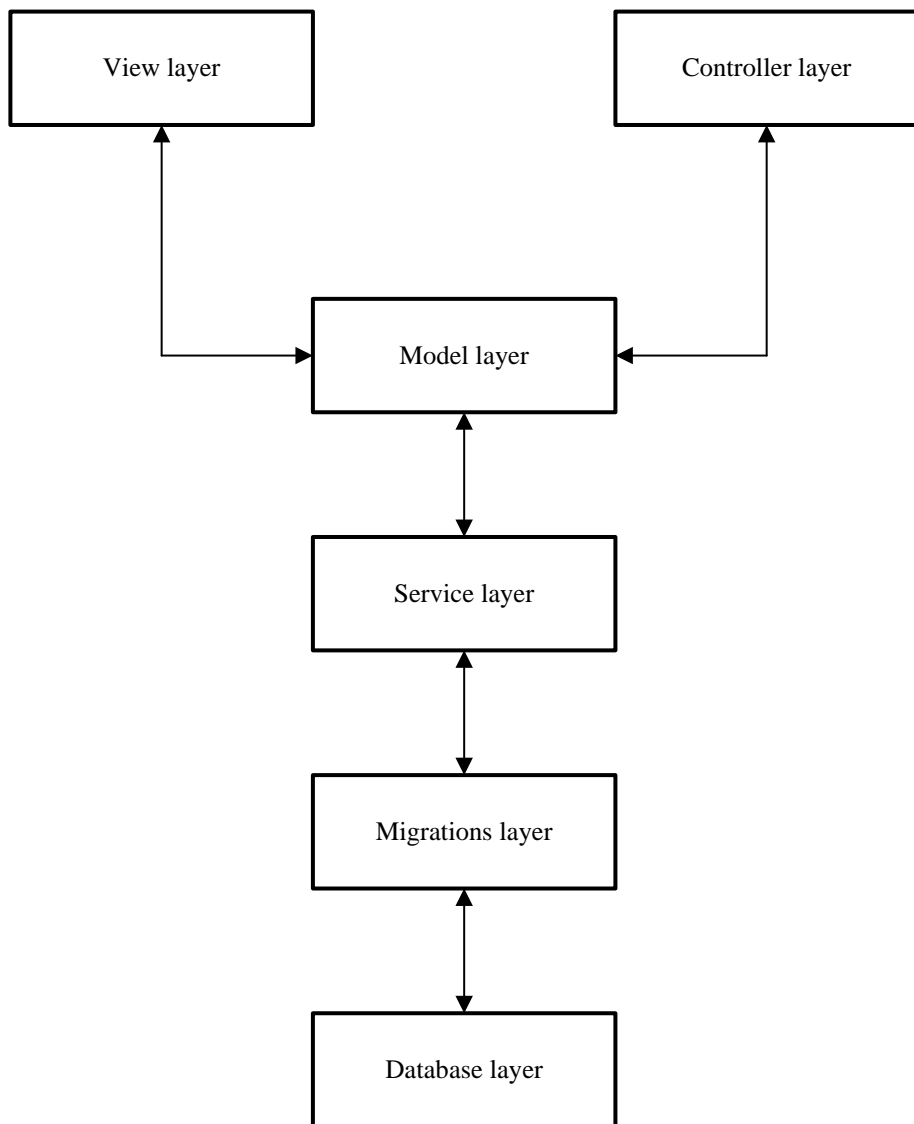 View layer
Controller layer
Model layer
Service layer
Migrations layer
Database layer